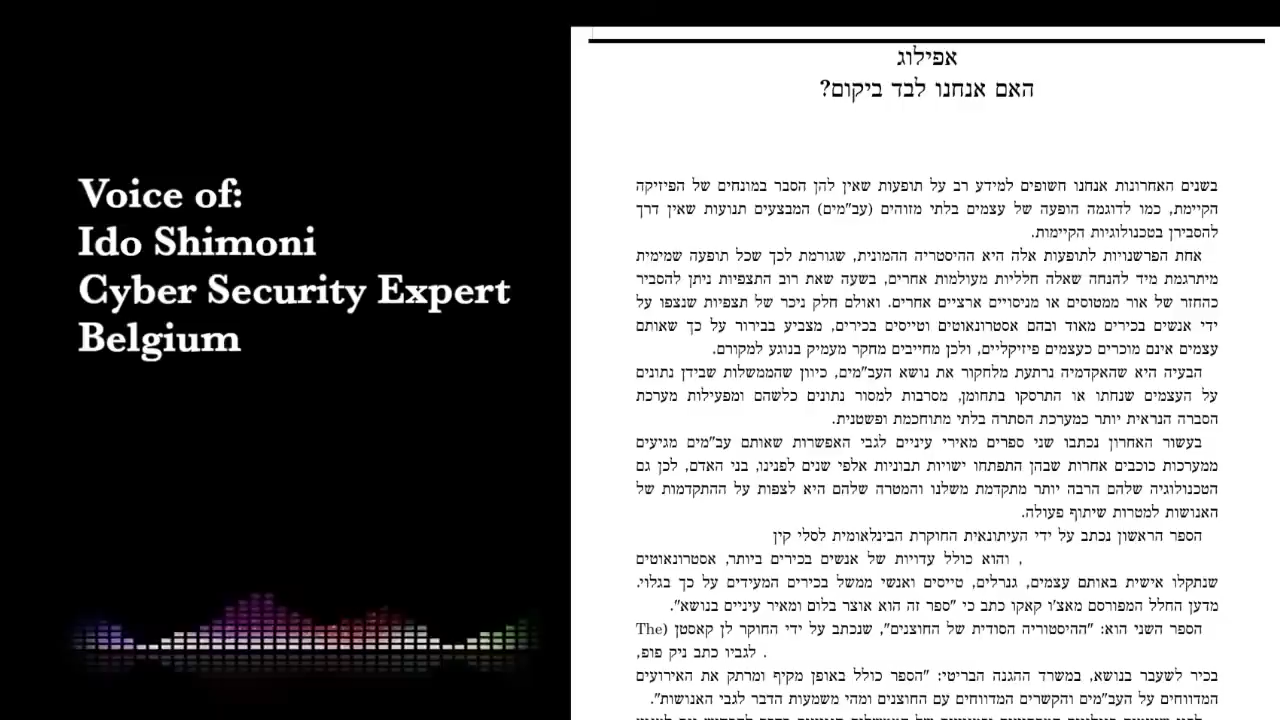 Voice of:
Ido Shimoni
Cyber Security Expert
Belgium
אפילוג
האם אנחנו לבד ביקום?
בשנים האחרונות אנחנו חשופים למידע רב על תופעות שאין להן הסבר במונחים של הפיזיקה
הקיימת, כמו לדוגמה הופעה של עצמים בלתי מזוהים (עב"מים) המבצעים תנועות שאין דרך
להסבירן בטכנולוגיות הקיימות.
אחת הפרשנויות לתופעות אלה היא ההיסטריה ההמונית, שגורמת לכך שכל תופעה שמימית
מיתרגמת מיד להנחה שאלה חלליות מעולמות אחרים, בשעה שאת רוב התצפיות ניתן להסביר
כהחזר של אור ממטוסים או מניסויים ארציים אחרים. ואולם חלק ניכר של תצפיות שנצפו על
ידי אנשים בכירים מאוד ובהם אסטרונאוטים וטייסים בכירים, מצביע בבירור על כך שאותם
עצמים אינם מוכרים כעצמים פיזיקליים, ולכן מחייבים מחקר מעמיק בנוגע למקורם.
הבעיה היא שהאקדמיה נרתעת מלחקור את נושא העב"מים, כיוון שהממשלות שבידן נתונים
על העצמים שנחתו או התרסקו בתחומן, מסרבות למסור נתונים כלשהם ומפעילות מערכת
הסברה הנראית יותר כמערכת הסתרה בלתי מתוחכמת ופשטנית.
בעשור האחרון נכתבו שני ספרים מאירי עיניים לגבי האפשרות שאותם עב"מים מגיעים
ממערכות כוכבים אחרות שבהן התפתחו ישויות תבוניות אלפי שנים לפנינו, בני האדם, לכן גם
הטכנולוגיה שלהם הרבה יותר מתקדמת משלנו והמטרה שלהם היא לצפות על ההתקדמות של
האנושות למטרות שיתוף פעולה.
הספר הראשון נכתב על ידי העיתונאית החוקרת הבינלאומית לסלי קין
, והוא כולל עדויות של אנשים בכירים ביותר, אסטרונאוטים
שנתקלו אישית באותם עצמים, גנרלים, טייסים ואנשי ממשל בכירים המעידים על כך בגלוי.
מדען החלל המפורסם מאצ'ו קאקו כתב כי "ספר זה הוא אוצר בלום ומאיר עיניים בנושא".
הספר השני הוא: "ההיסטוריה הסודית של החוצנים", שנכתב על ידי החוקר לן קאסטן (The
. לגביו כתב ניק פופ,
בכיר לשעבר בנושא, במשרד ההגנה הבריטי: "הספר כולל באופן מקיף ומרתק את האירועים
המדווחים על העב"מים והקשרים המדווחים עם החוצנים ומהי משמעות הדבר לגבי האנושות".